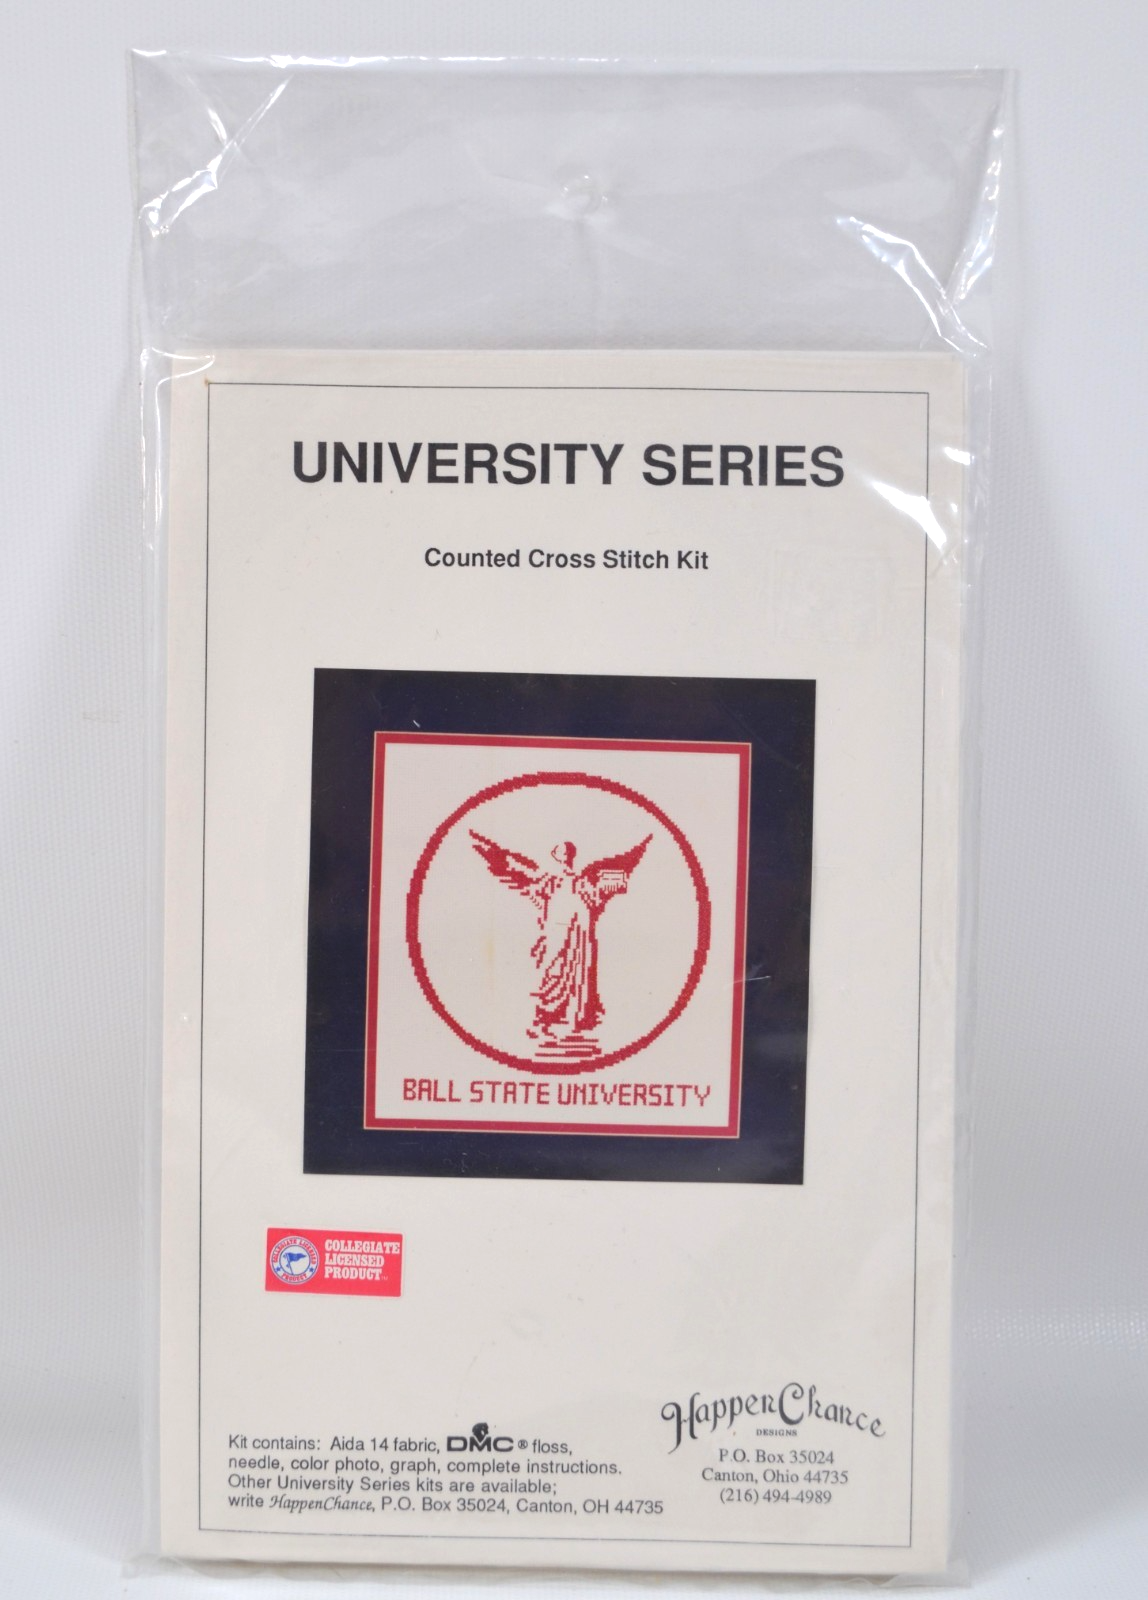 UNIVERSITY SERIES
Counted Cross Stitch Kit
BALL STATE UNIVERSITY
COLLEGIATE
LICENSED
PRODUCT™
HappenChance
DESIGNS
P.O. Box 35024
Canton, Ohio 44735
(216) 494-4989
Kit contains: Aida 14 fabric, DMC® floss,
needle, color photo, graph, complete instructions.
Other University Series kits are available;
write HappenChance, P.O. Box 35024, Canton, OH 44735